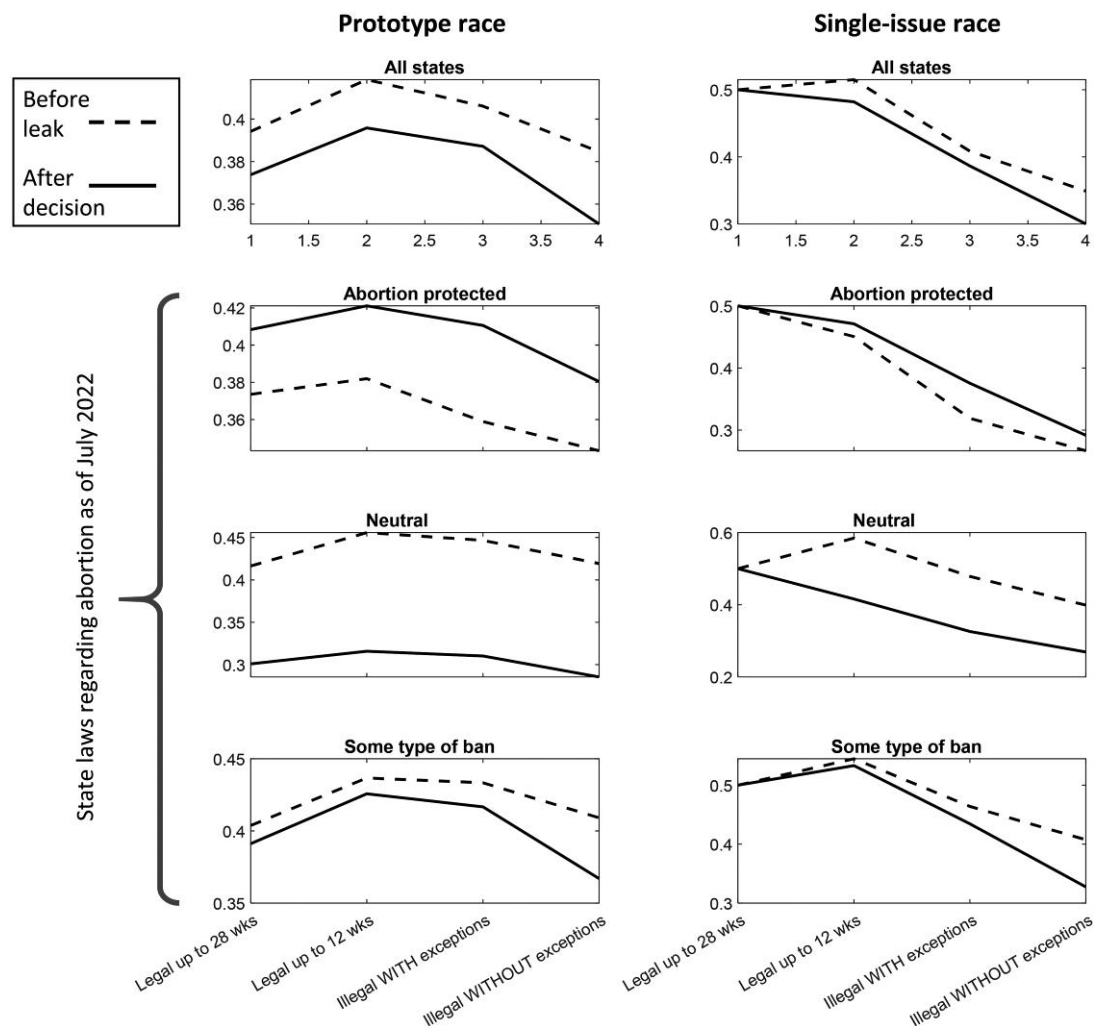 Prototype race
Single-issue race
Before
leak
After
decision
All states
0.4
0.38
0.36
1 1.5 2 2.5 3 3.5 4
All states
0.5
0.4
0.3
1 1.5 2 2.5 3 3.5 4
State laws regarding abortion as of July 2022
Abortion protected
0.42
0.4
0.38
0.36
Abortion protected
0.5
0.4
0.3
Neutral
0.45
0.4
0.35
0.3
Neutral
0.6
0.4
0.2
Some type of ban
0.45
0.4
0.35
Some type of ban
0.5
0.4
0.3
Legal up to 28 wks
Legal up to 12 wks
Illegal WITH exceptions
Illegal WITHOUT exceptions
Legal up to 28 wks
Legal up to 12 wks
Illegal WITH exceptions
Illegal WITHOUT exceptions